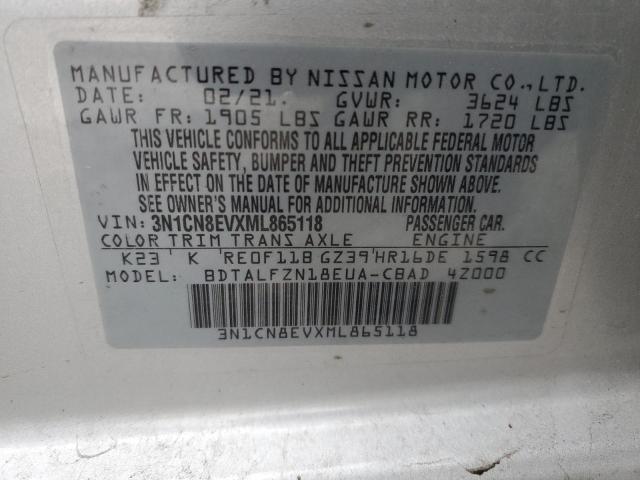 MANUFACTURED BY NISSAN MOTOR CO., LTD.
DATE: 02/21. GVWR: 3624 LBS
GAWR FR: 1905 LBS GAWR RR: 1720 LBS
THIS VEHICLE CONFORMS TO ALL APPLICABLE FEDERAL MOTOR
VEHICLE SAFETY, BUMPER AND THEFT PREVENTION STANDARDS
IN EFFECT ON THE DATE OF MANUFACTURE SHOWN ABOVE.
SEE OWNER'S MANUAL FOR ADDITIONAL INFORMATION
VIN: 3N1CN8EVXML865118 PASSENGER CAR.
COLOR TRIM TRANS AXLE ENGINE
K23 K RE0F11B GZ39 HR16DE 1598 CC
MODEL: BDTALFZN18EUA-CBAD 4Z000
3N1CN8EVXML865118